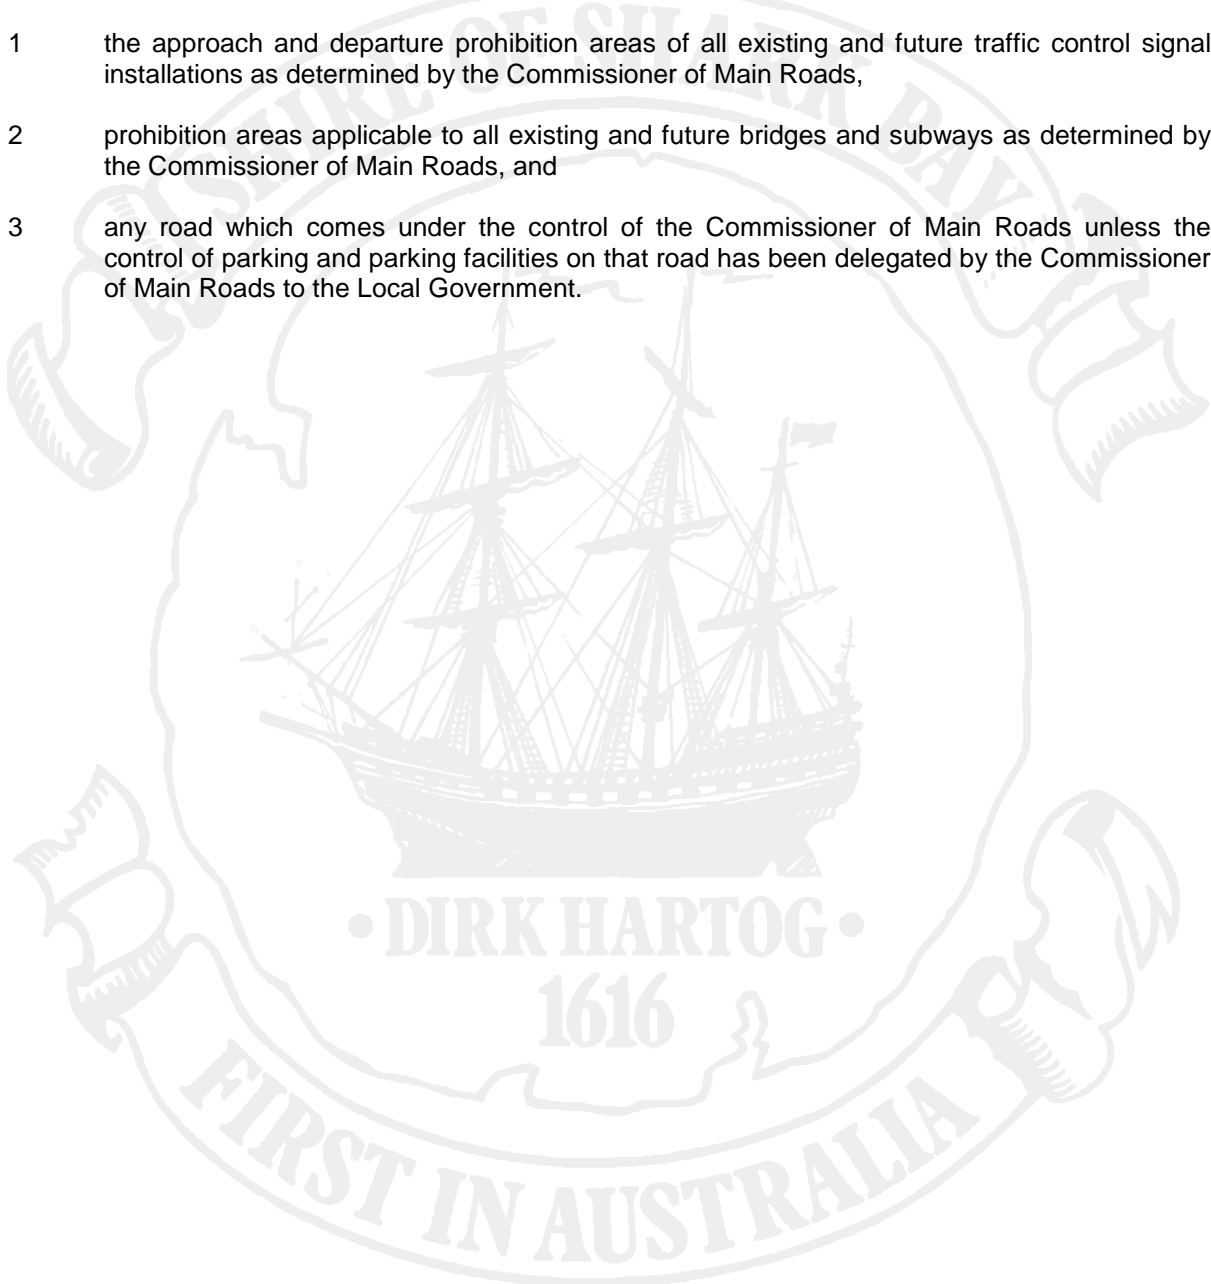 SHIRE OF SHARK BAY
1 the approach and departure prohibition areas of all existing and future traffic control signal
installations as determined by the Commissioner of Main Roads,
2 prohibition areas applicable to all existing and future bridges and subways as determined by
the Commissioner of Main Roads, and
3 any road which comes under the control of the Commissioner of Main Roads unless the
control of parking and parking facilities on that road has been delegated by the Commissioner
of Main Roads to the Local Government.
• DIRK HARTOG •
1616
FIRST IN AUSTRALIA